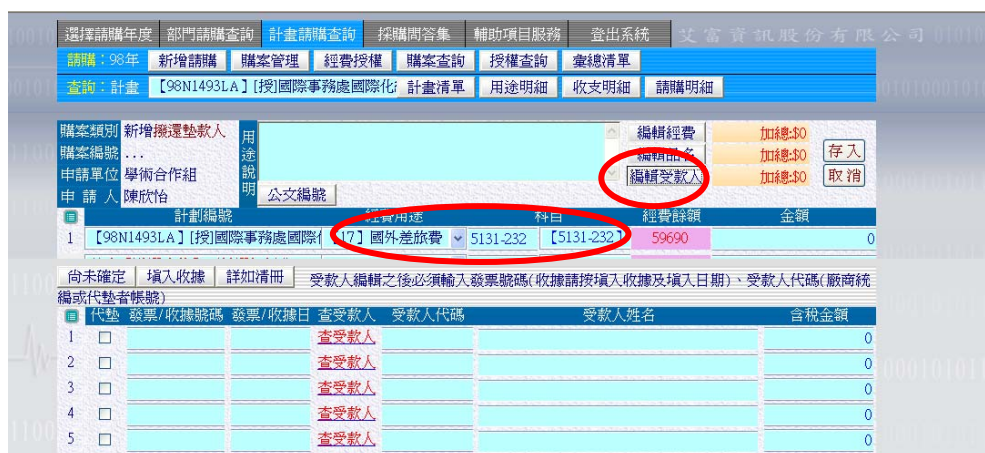 選擇請購年度 部門請購查詢 計畫請購查詢 採購問答集 輔助項目服務 登出系統 艾富資訊股份有限公司
請購：98年 新增請購 購案管理 經費授權 購案查詢 授權查詢 彙總清單
查詢：計畫 【98N1493LA】[授]國際事務處國際化 計畫清單 用途明細 收支明細 請購明細
購案類別 新增撥還墊款人 用途說明 編輯經費 加總:$0
購案編號 ... 編輯品名 加總:$0 存入
申請單位 學術合作組 編輯受款人 加總:$0 取消
申請人 陳欣怡 公文編號
計劃編號 經費用途 科目 經費餘額 金額
1 【98N1493LA】[授]國際事務處國際 【17】國外差旅費 5131-232 【5131-232】 59690 0
尚未確定 填入收據 詳如清冊 受款人編輯之後必須輸入發票號碼(收據請按填入收據及填入日期)、受款人代碼(廠商統
編或代墊者帳號)
代墊 發票/收據號碼 發票/收據日 查受款人 受款人代碼 受款人姓名 含稅金額
1 查受款人 0
2 查受款人 0
3 查受款人 0
4 查受款人 0
5 查受款人 0